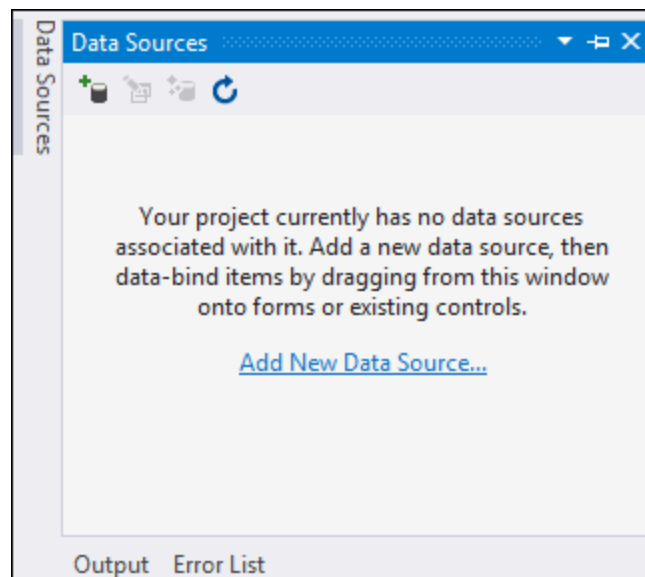 Data Sources
Data Sources
Your project currently has no data sources
associated with it. Add a new data source, then
data-bind items by dragging from this window
onto forms or existing controls.
Add New Data Source...
Output Error List